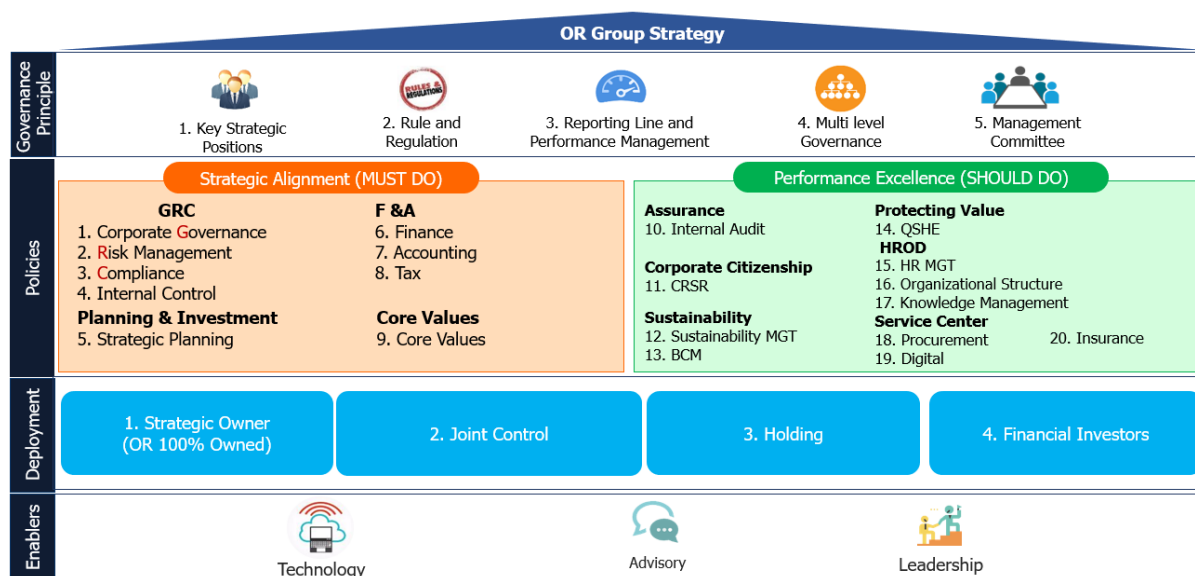 OR Group Strategy
Governance
Principle
RULES &
REGULATIONS
1. Key Strategic
Positions
2. Rule and
Regulation
3. Reporting Line and
Performance Management
4. Multi level
Governance
5. Management
Committee
Policies
Strategic Alignment (MUST DO)
GRC
1. Corporate Governance
2. Risk Management
3. Compliance
4. Internal Control
Planning & Investment
5. Strategic Planning
F &A
6. Finance
7. Accounting
8. Tax
Core Values
9. Core Values
Performance Excellence (SHOULD DO)
Assurance
10. Internal Audit
Corporate Citizenship
11. CRSR
Sustainability
12. Sustainability MGT
13. BCM
Protecting Value
14. QSHE
HROD
15. HR MGT
16. Organizational Structure
17. Knowledge Management
Service Center
18. Procurement
19. Digital
20. Insurance
Deployment
1. Strategic Owner
(OR 100% Owned)
2. Joint Control
3. Holding
4. Financial Investors
Enablers
Technology
Advisory
Leadership